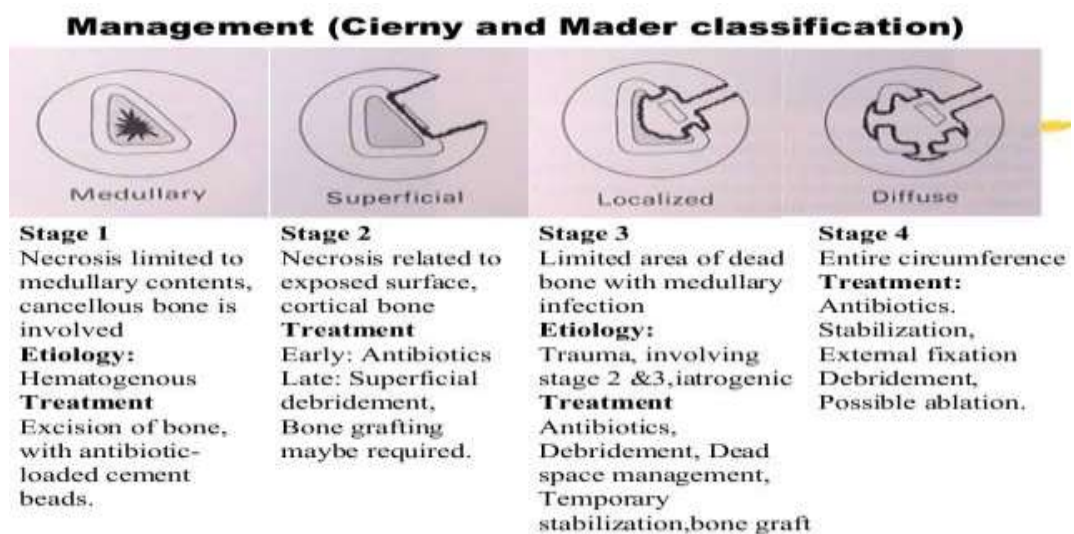 Management (Cierny and Mader classification)
Medullary
Superficial
Localized
Diffuse
Stage 1
Necrosis limited to
medullary contents,
cancellous bone is
involved
Etiology:
Hematogenous
Treatment
Excision of bone,
with antibiotic-
loaded cement
beads.
Stage 2
Necrosis related to
exposed surface,
cortical bone
Treatment
Early: Antibiotics
Late: Superficial
debridement,
Bone grafting
maybe required.
Stage 3
Limited area of dead
bone with medullary
infection
Etiology:
Trauma, involving
stage 2 &3,iatrogenic
Treatment
Antibiotics,
Debridement, Dead
space management,
Temporary
stabilization,bone graft
Stage 4
Entire circumference
Treatment:
Antibiotics.
Stabilization,
External fixation
Debridement,
Possible ablation.